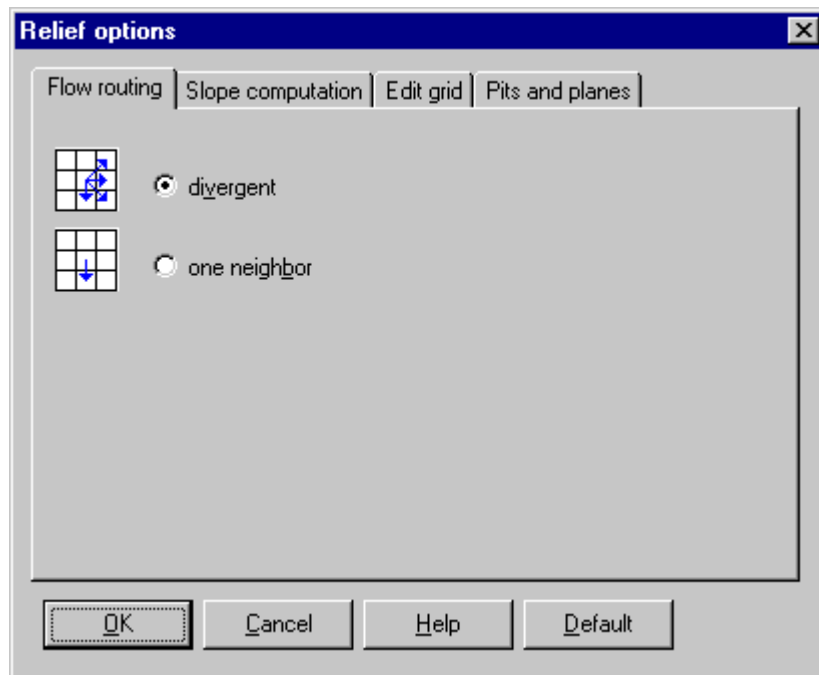 Relief options
Flow routing Slope computation Edit grid Pits and planes
divergent
one neighbor
OK Cancel Help Default